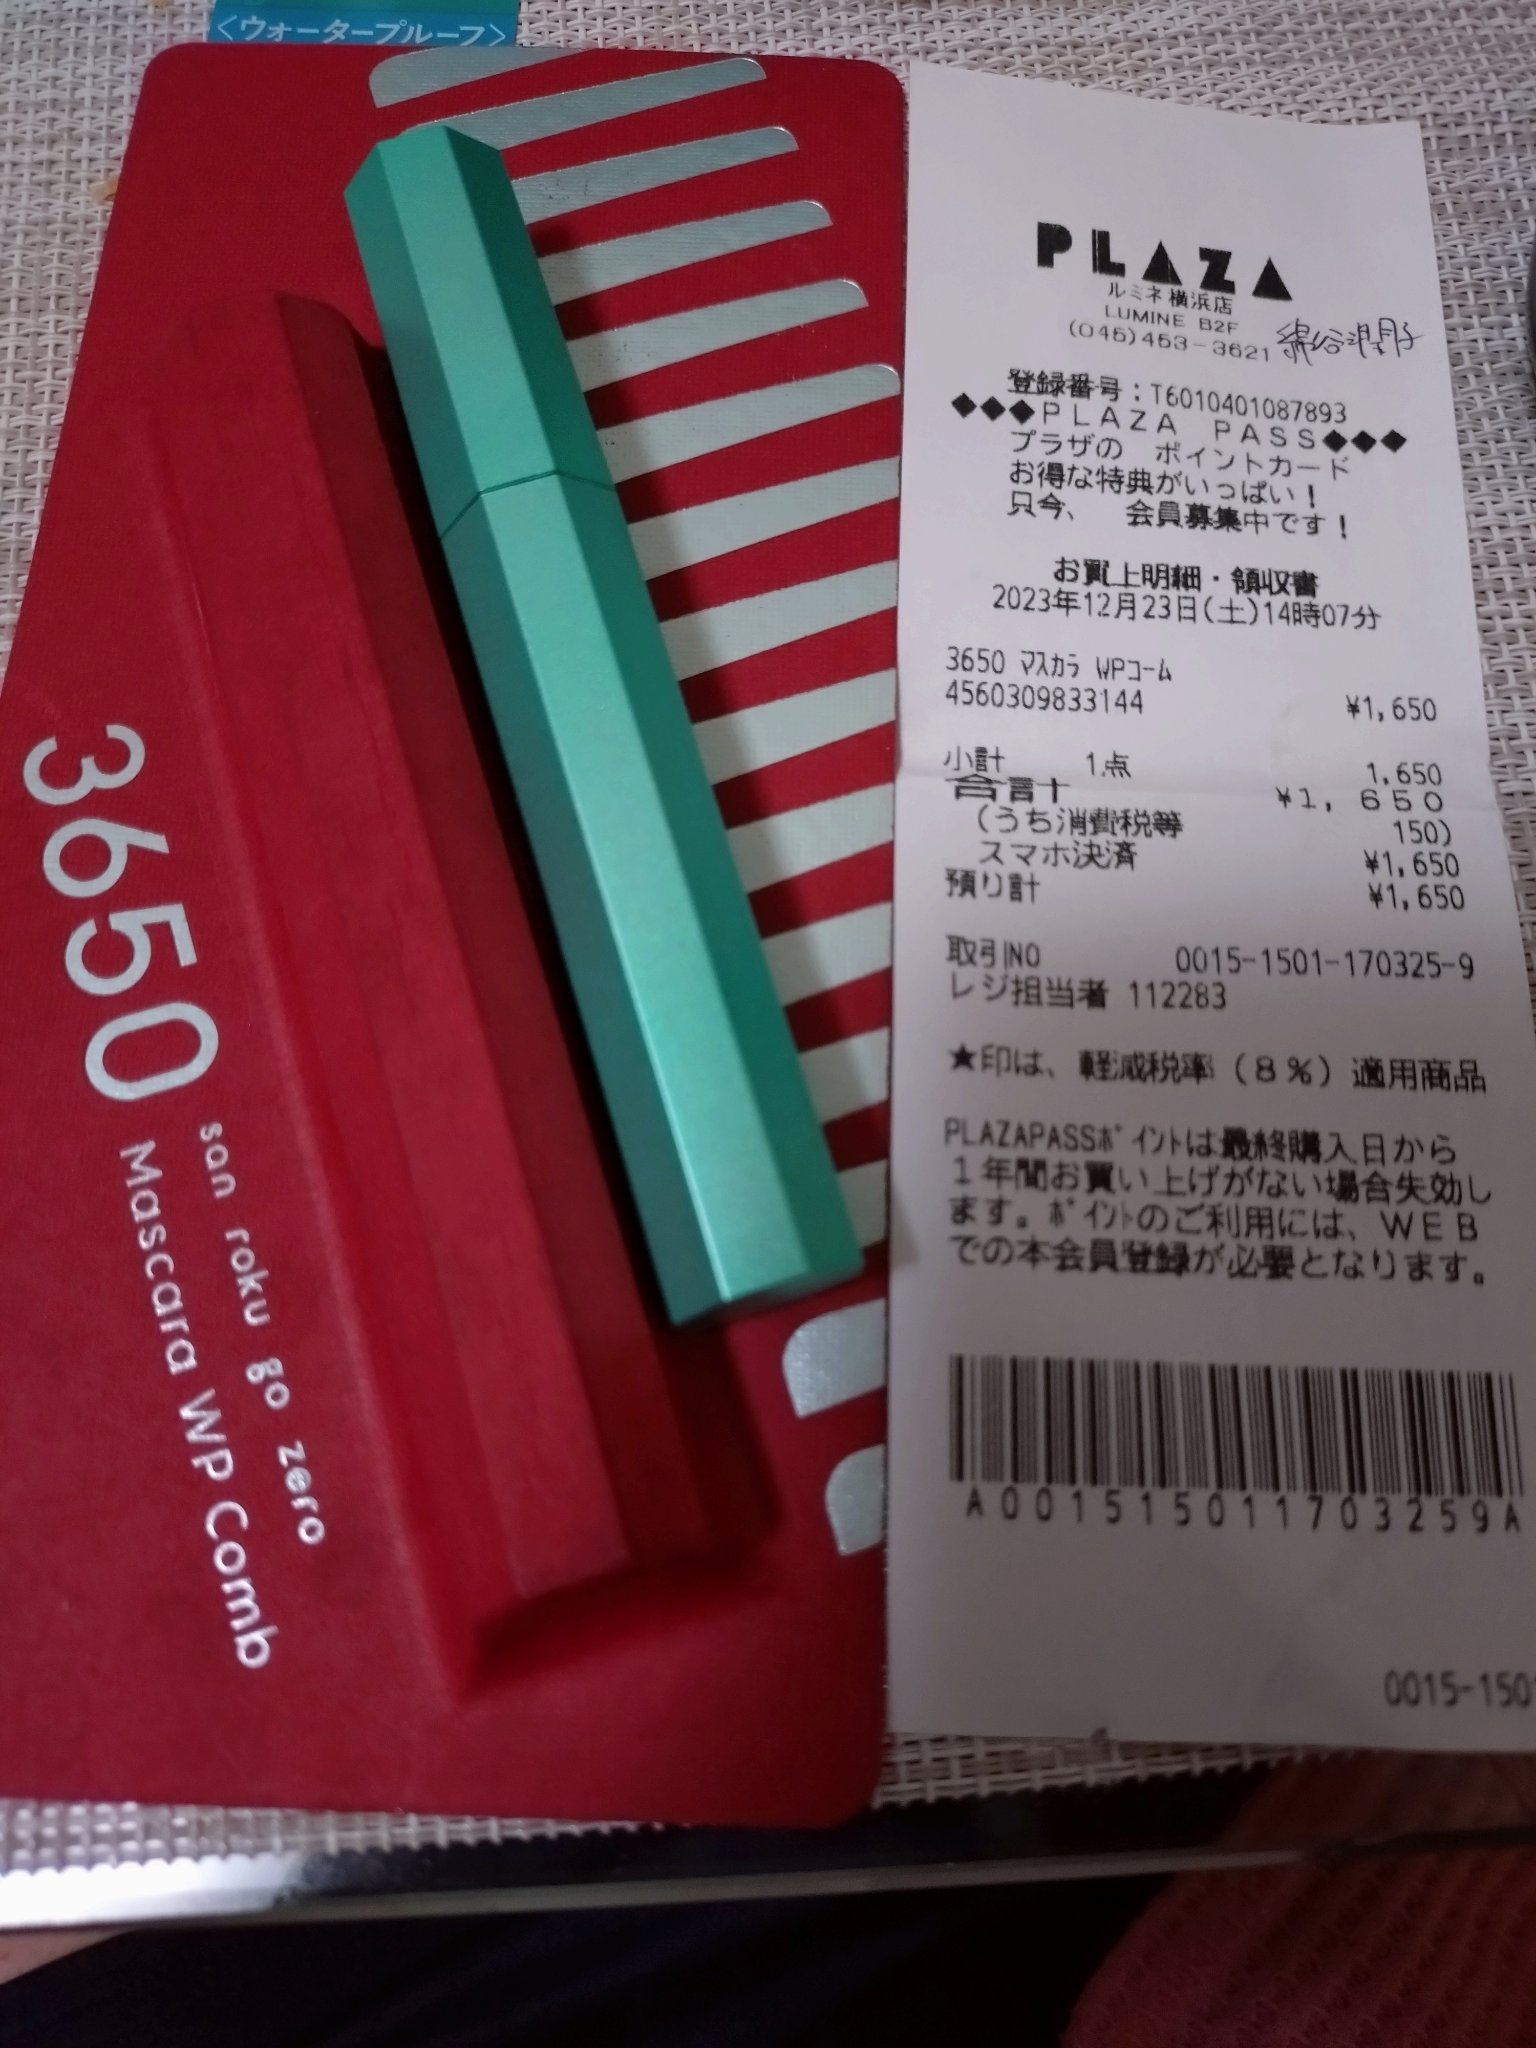 <ウォータープルーフ>
3650
san roku go zero
Mascara WP Comb
PLAZA
ルミネ横浜店
LUMINE B2F
(045)453-3621
登録番号:T6010401087893
◆◆◆PLAZA PASS◆◆◆
プラザの ポイントカード
お得な特典がいっぱい!
只今、 会員募集中です!
お買上明細・領収書
2023年12月23日(土)14時07分
3650 マスカラ WPコーム
4560309833144 ¥1,650
小計 1点 1,650
合計 ¥1,650
(うち消費税等 150)
スマホ決済 ¥1,650
預り計 ¥1,650
取引NO 0015-1501-170325-9
レジ担当者 112283
★印は、軽減税率(8%)適用商品
PLAZAPASSポイントは最終購入日から
1年間お買い上げがない場合失効し
ます。ポイントのご利用には、WEB
での本会員登録が必要となります。
A0015150117032​59A
0015-150